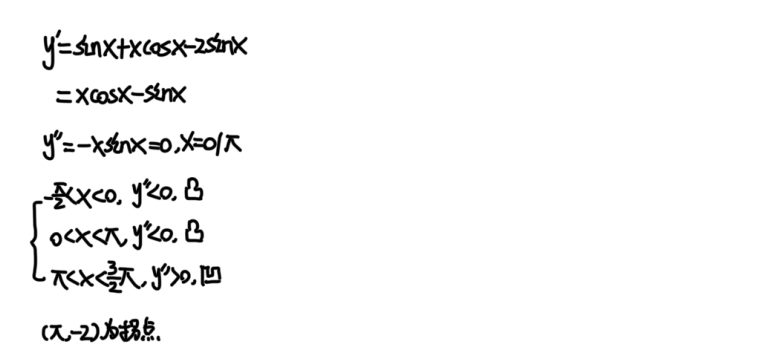 y'=sinx+xcosx-2sinx
=xcosx-sinx
y''=-xsinx=0,x=0/π
-π/2<x<0, y''<0, 凸
0<x<π, y''<0, 凸
π<x<3/2π, y''>0, 凹
(π,-2)为拐点.